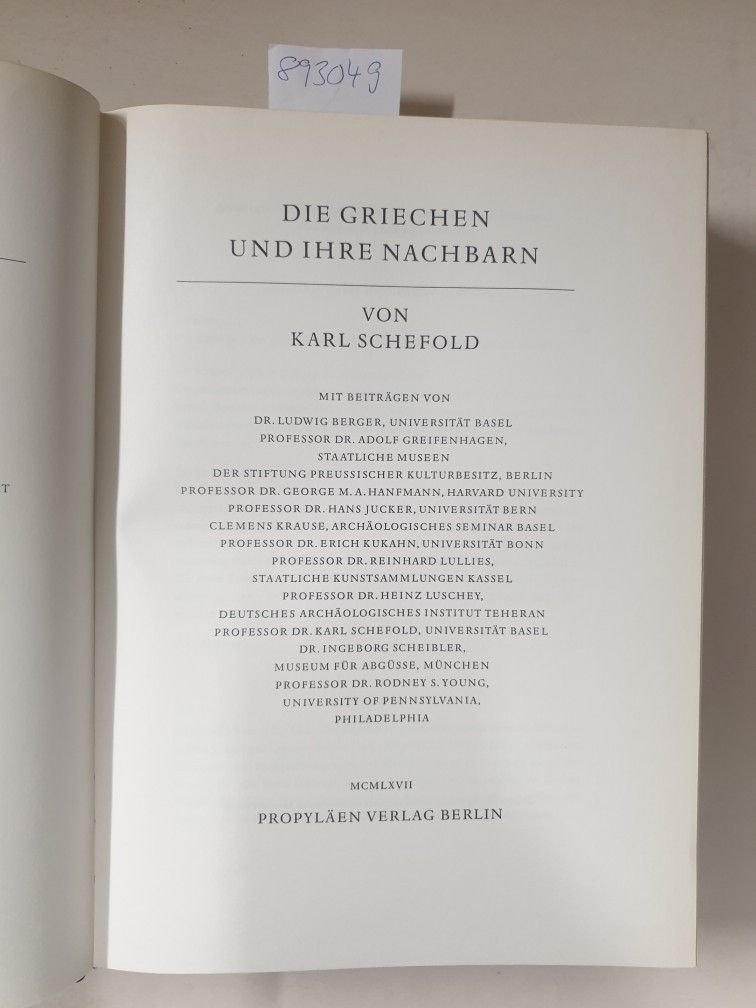 893049
DIE GRIECHEN
UND IHRE NACHBARN
VON
KARL SCHEFOLD
MIT BEITRÄGEN VON
DR. LUDWIG BERGER, UNIVERSITÄT BASEL
PROFESSOR DR. ADOLF GREIFENHAGEN,
STAATLICHE MUSEEN
DER STIFTUNG PREUSSISCHER KULTURBESITZ, BERLIN
PROFESSOR DR. GEORGE M. A. HANFMANN, HARVARD UNIVERSITY
PROFESSOR DR. HANS JUCKER, UNIVERSITÄT BERN
CLEMENS KRAUSE, ARCHÄOLOGISCHES SEMINAR BASEL
PROFESSOR DR. ERICH KUKAHN, UNIVERSITÄT BONN
PROFESSOR DR. REINHARD LULLIES,
STAATLICHE KUNSTSAMMLUNGEN KASSEL
PROFESSOR DR. HEINZ LUSCHEY,
DEUTSCHES ARCHÄOLOGISCHES INSTITUT TEHERAN
PROFESSOR DR. KARL SCHEFOLD, UNIVERSITÄT BASEL
DR. INGEBORG SCHEIBLER,
MUSEUM FÜR ABGÜSSE, MÜNCHEN
PROFESSOR DR. RODNEY S. YOUNG,
UNIVERSITY OF PENNSYLVANIA,
PHILADELPHIA
MCMLXVII
PROPYLÄEN VERLAG BERLIN